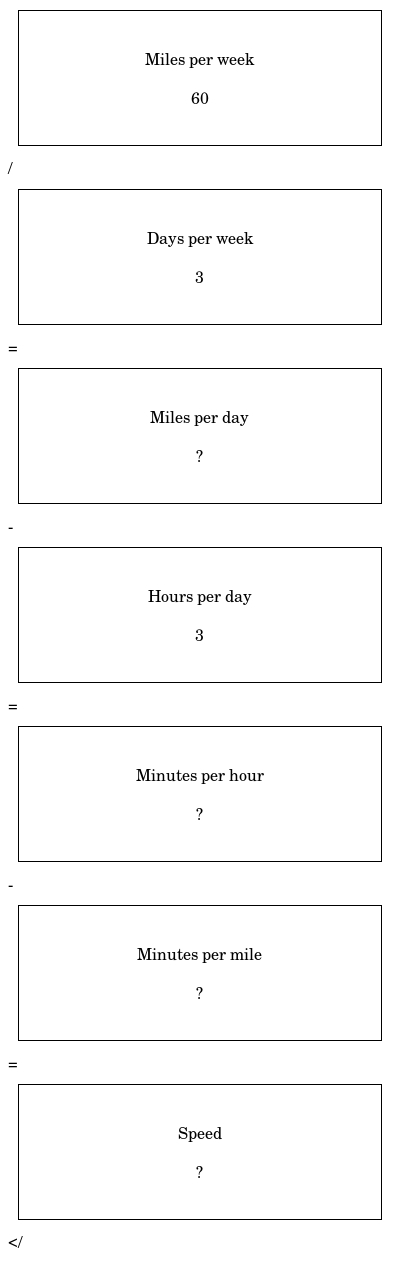 Miles per week
60
/
Days per week
3
=
Miles per day
?
-
Hours per day
3
=
Minutes per hour
?
-
Minutes per mile
?
=
Speed
?
</